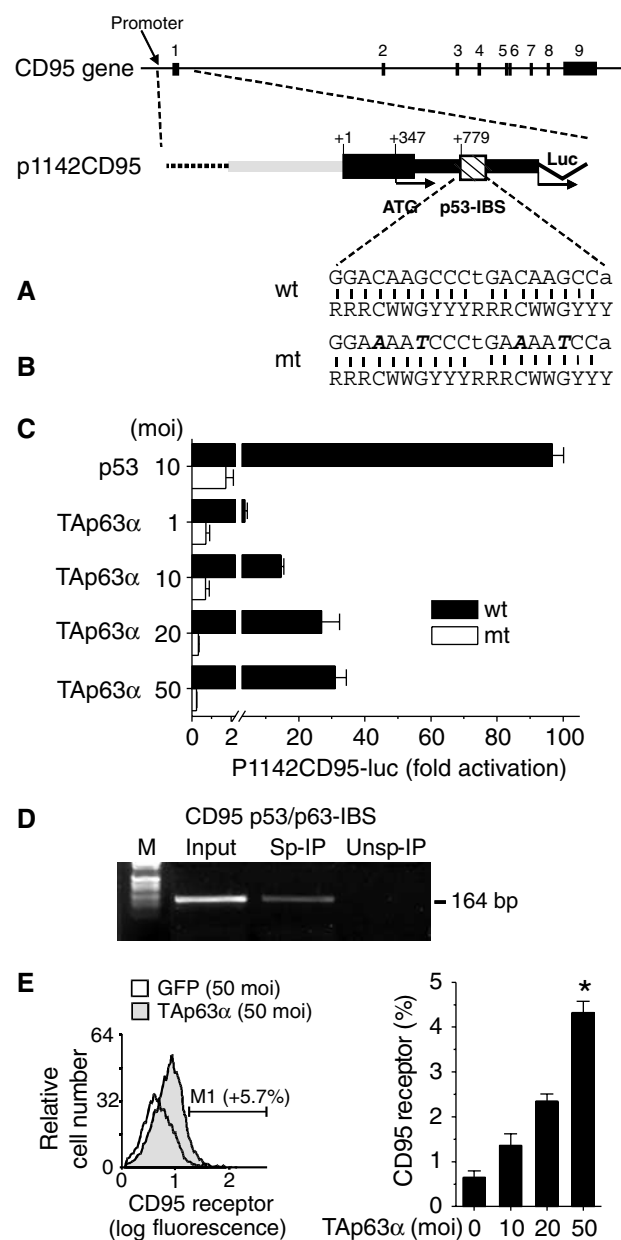 Promoter
1 2 3 4 5 6 7 8 9
CD95 gene
+1 +347 +779
p1142CD95
Luc
ATG p53-IBS
A
wt
GGACAAGCCCtGACAAGCCa
RRRCWWGYYYRRRCWWGYYY
B
mt
GGAAAATCCCtGAAAATCCa
RRRCWWGYYYRRRCWWGYYY
C
(moi)
p53 10
TAp63α 1
TAp63α 10
TAp63α 20
TAp63α 50
wt
mt
0 2 20 40 60 80 100
P1142CD95-luc (fold activation)
D
CD95 p53/p63-IBS
M Input Sp-IP Unsp-IP
164 bp
E
GFP (50 moi)
TAp63α (50 moi)
64
32
0
Relative
cell number
M1 (+5.7%)
0 1 2
CD95 receptor
(log fluorescence)
5
4
3
2
1
0
CD95 receptor (%)
*
TAp63α (moi) 0 10 20 50